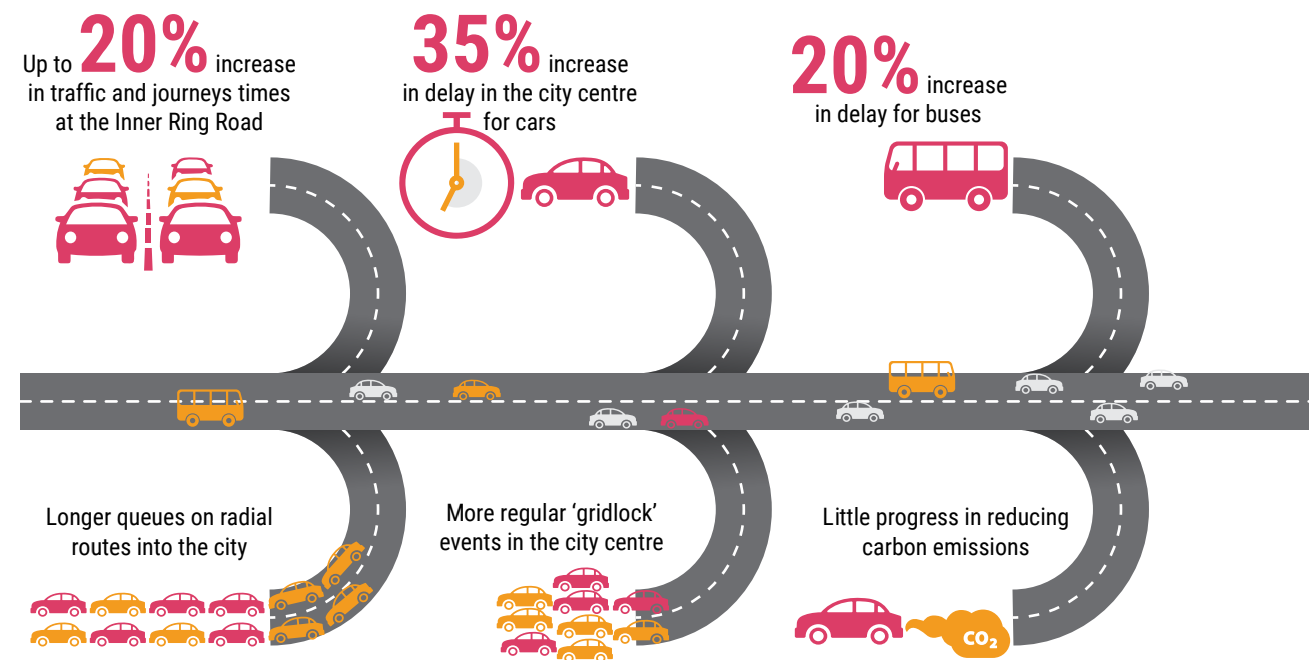 Up to 20% increase
in traffic and journeys times
at the Inner Ring Road
35% increase
in delay in the city centre
for cars
20% increase
in delay for buses
Longer queues on radial
routes into the city
More regular ‘gridlock’
events in the city centre
Little progress in reducing
carbon emissions
CO₂